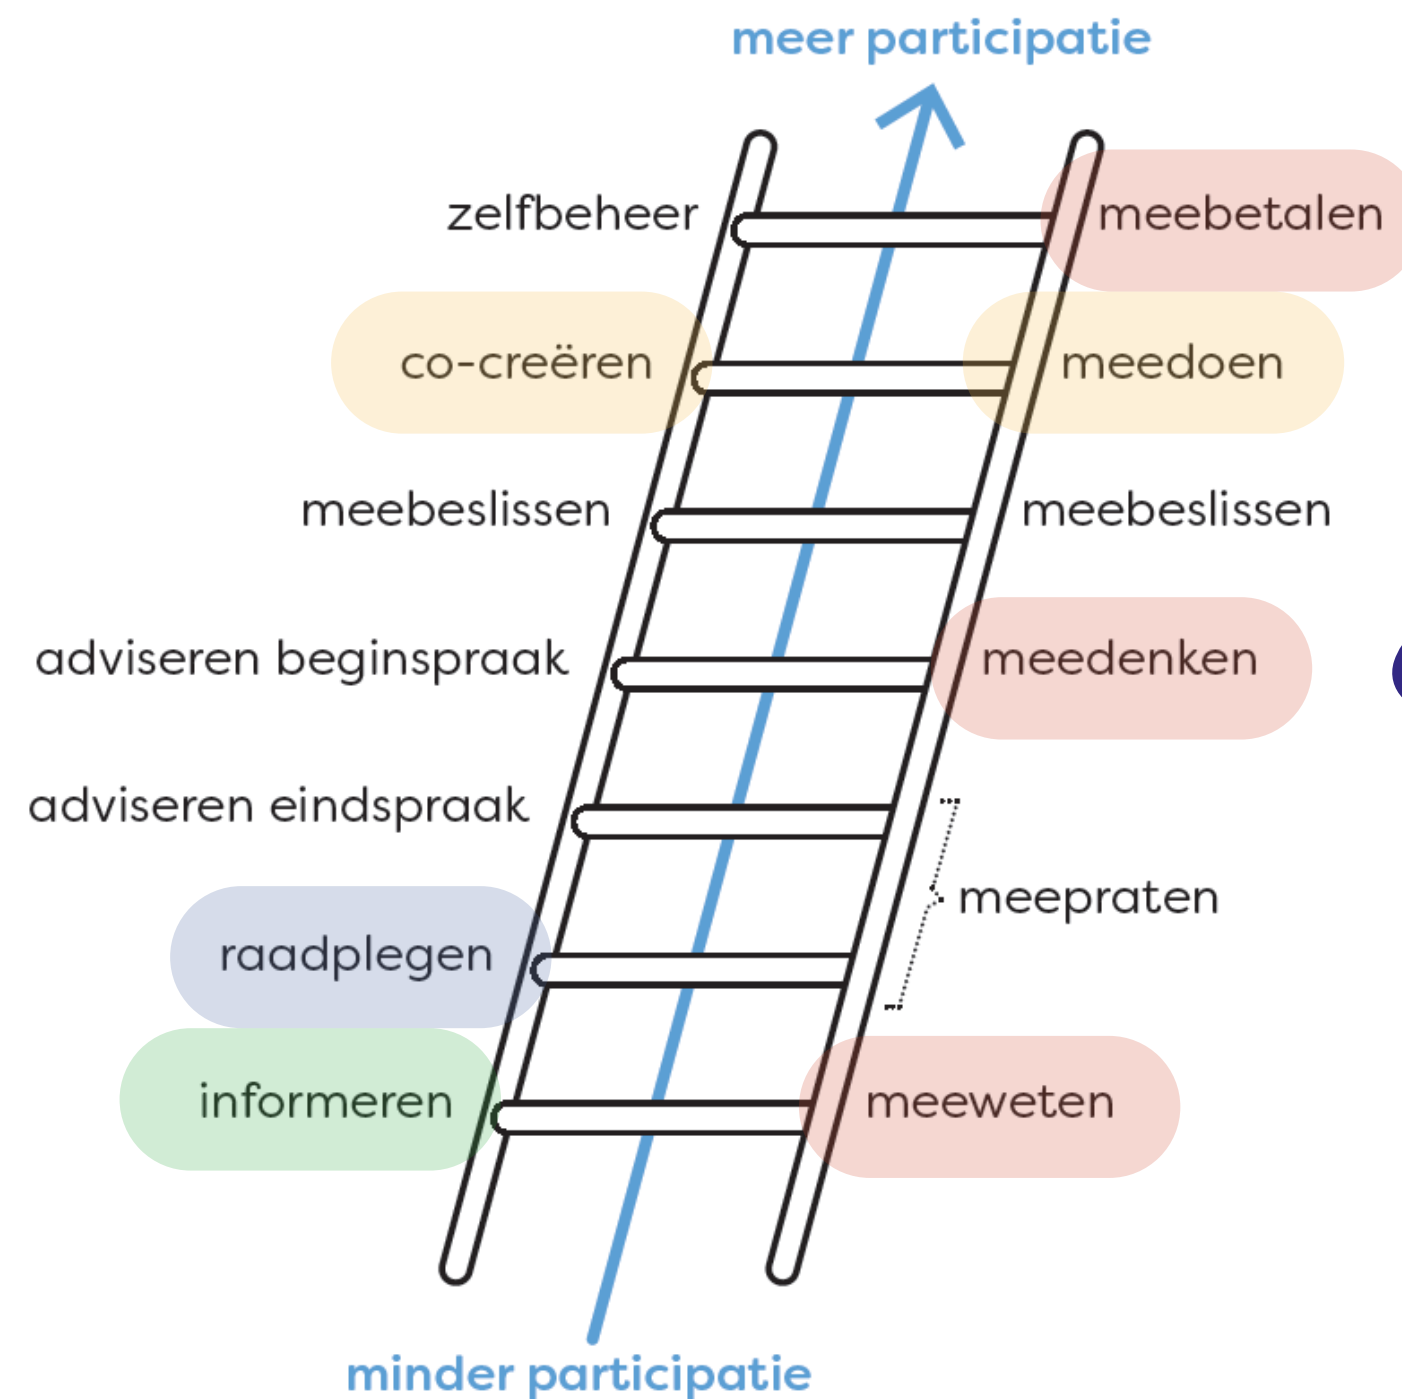 meer participatie
zelfbeheer
meebetalen
co-creëren
meedoen
meebeslissen
meebeslissen
adviseren beginspraak
meedenken
adviseren eindspraak
meepraten
raadplegen
informeren
meeweten
minder participatie